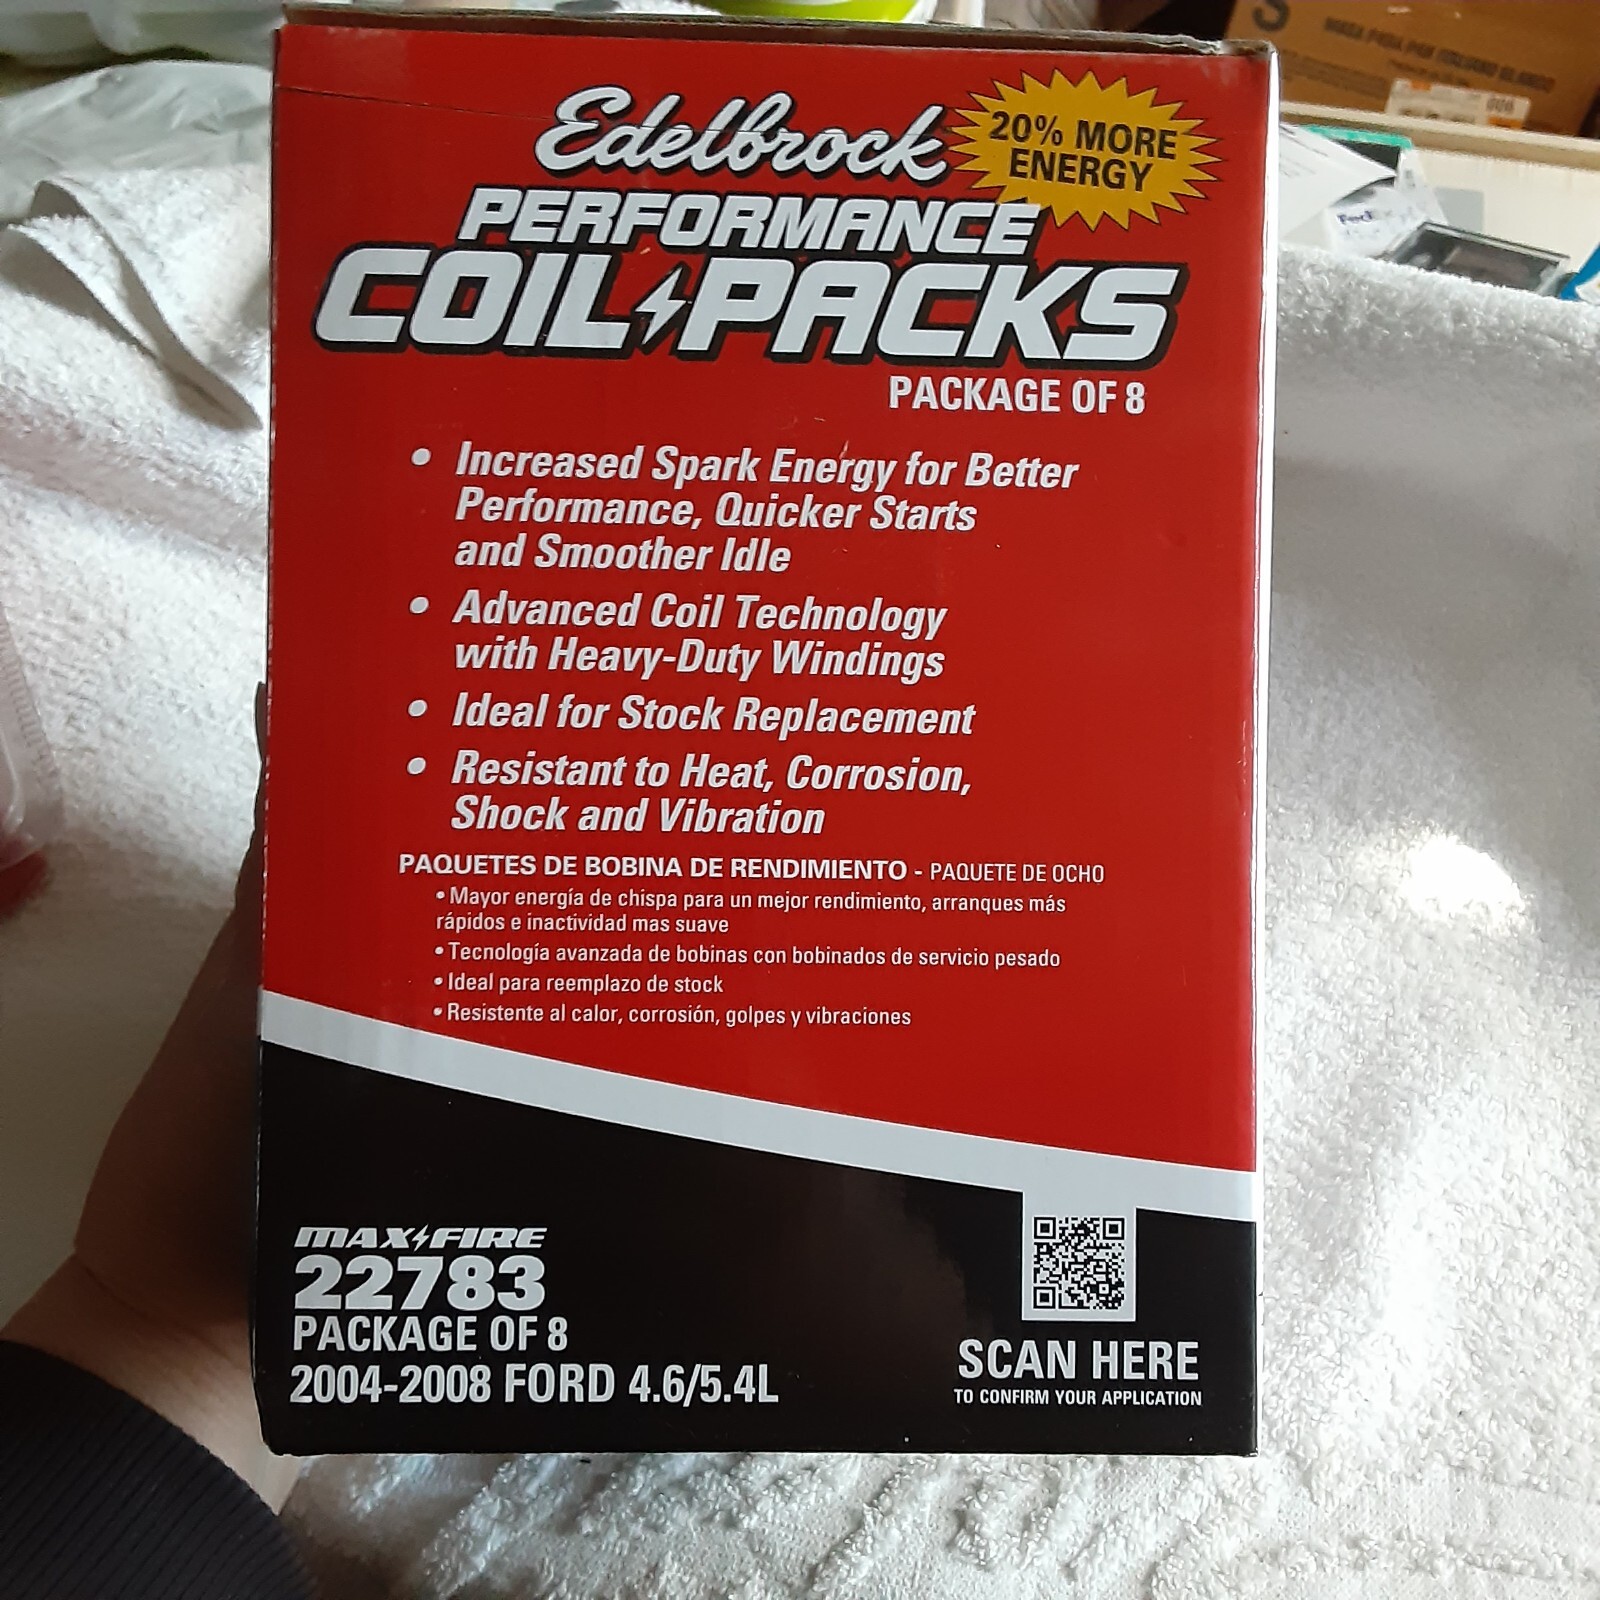 Edelbrock
20% MORE
ENERGY
PERFORMANCE
COIL PACKS
PACKAGE OF 8
• Increased Spark Energy for Better
Performance, Quicker Starts
and Smoother Idle
• Advanced Coil Technology
with Heavy-Duty Windings
• Ideal for Stock Replacement
• Resistant to Heat, Corrosion,
Shock and Vibration
PAQUETES DE BOBINA DE RENDIMIENTO - PAQUETE DE OCHO
• Mayor energía de chispa para un mejor rendimiento, arranques más
rápidos e inactividad mas suave
• Tecnología avanzada de bobinas con bobinados de servicio pesado
• Ideal para reemplazo de stock
• Resistente al calor, corrosión, golpes y vibraciones
MAX FIRE
22783
PACKAGE OF 8
2004-2008 FORD 4.6/5.4L
SCAN HERE
TO CONFIRM YOUR APPLICATION